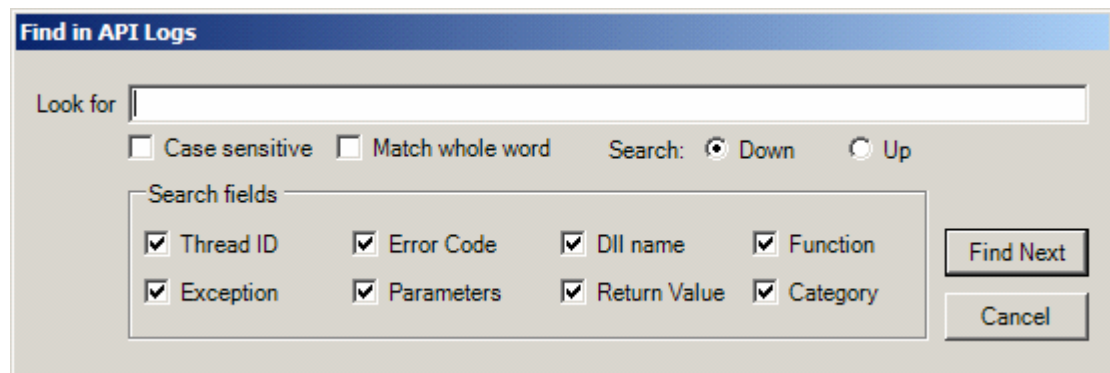 Find in API Logs
Look for
Case sensitive Match whole word Search: Down Up
Search fields
Thread ID Error Code Dll name Function
Find Next
Exception Parameters Return Value Category
Cancel